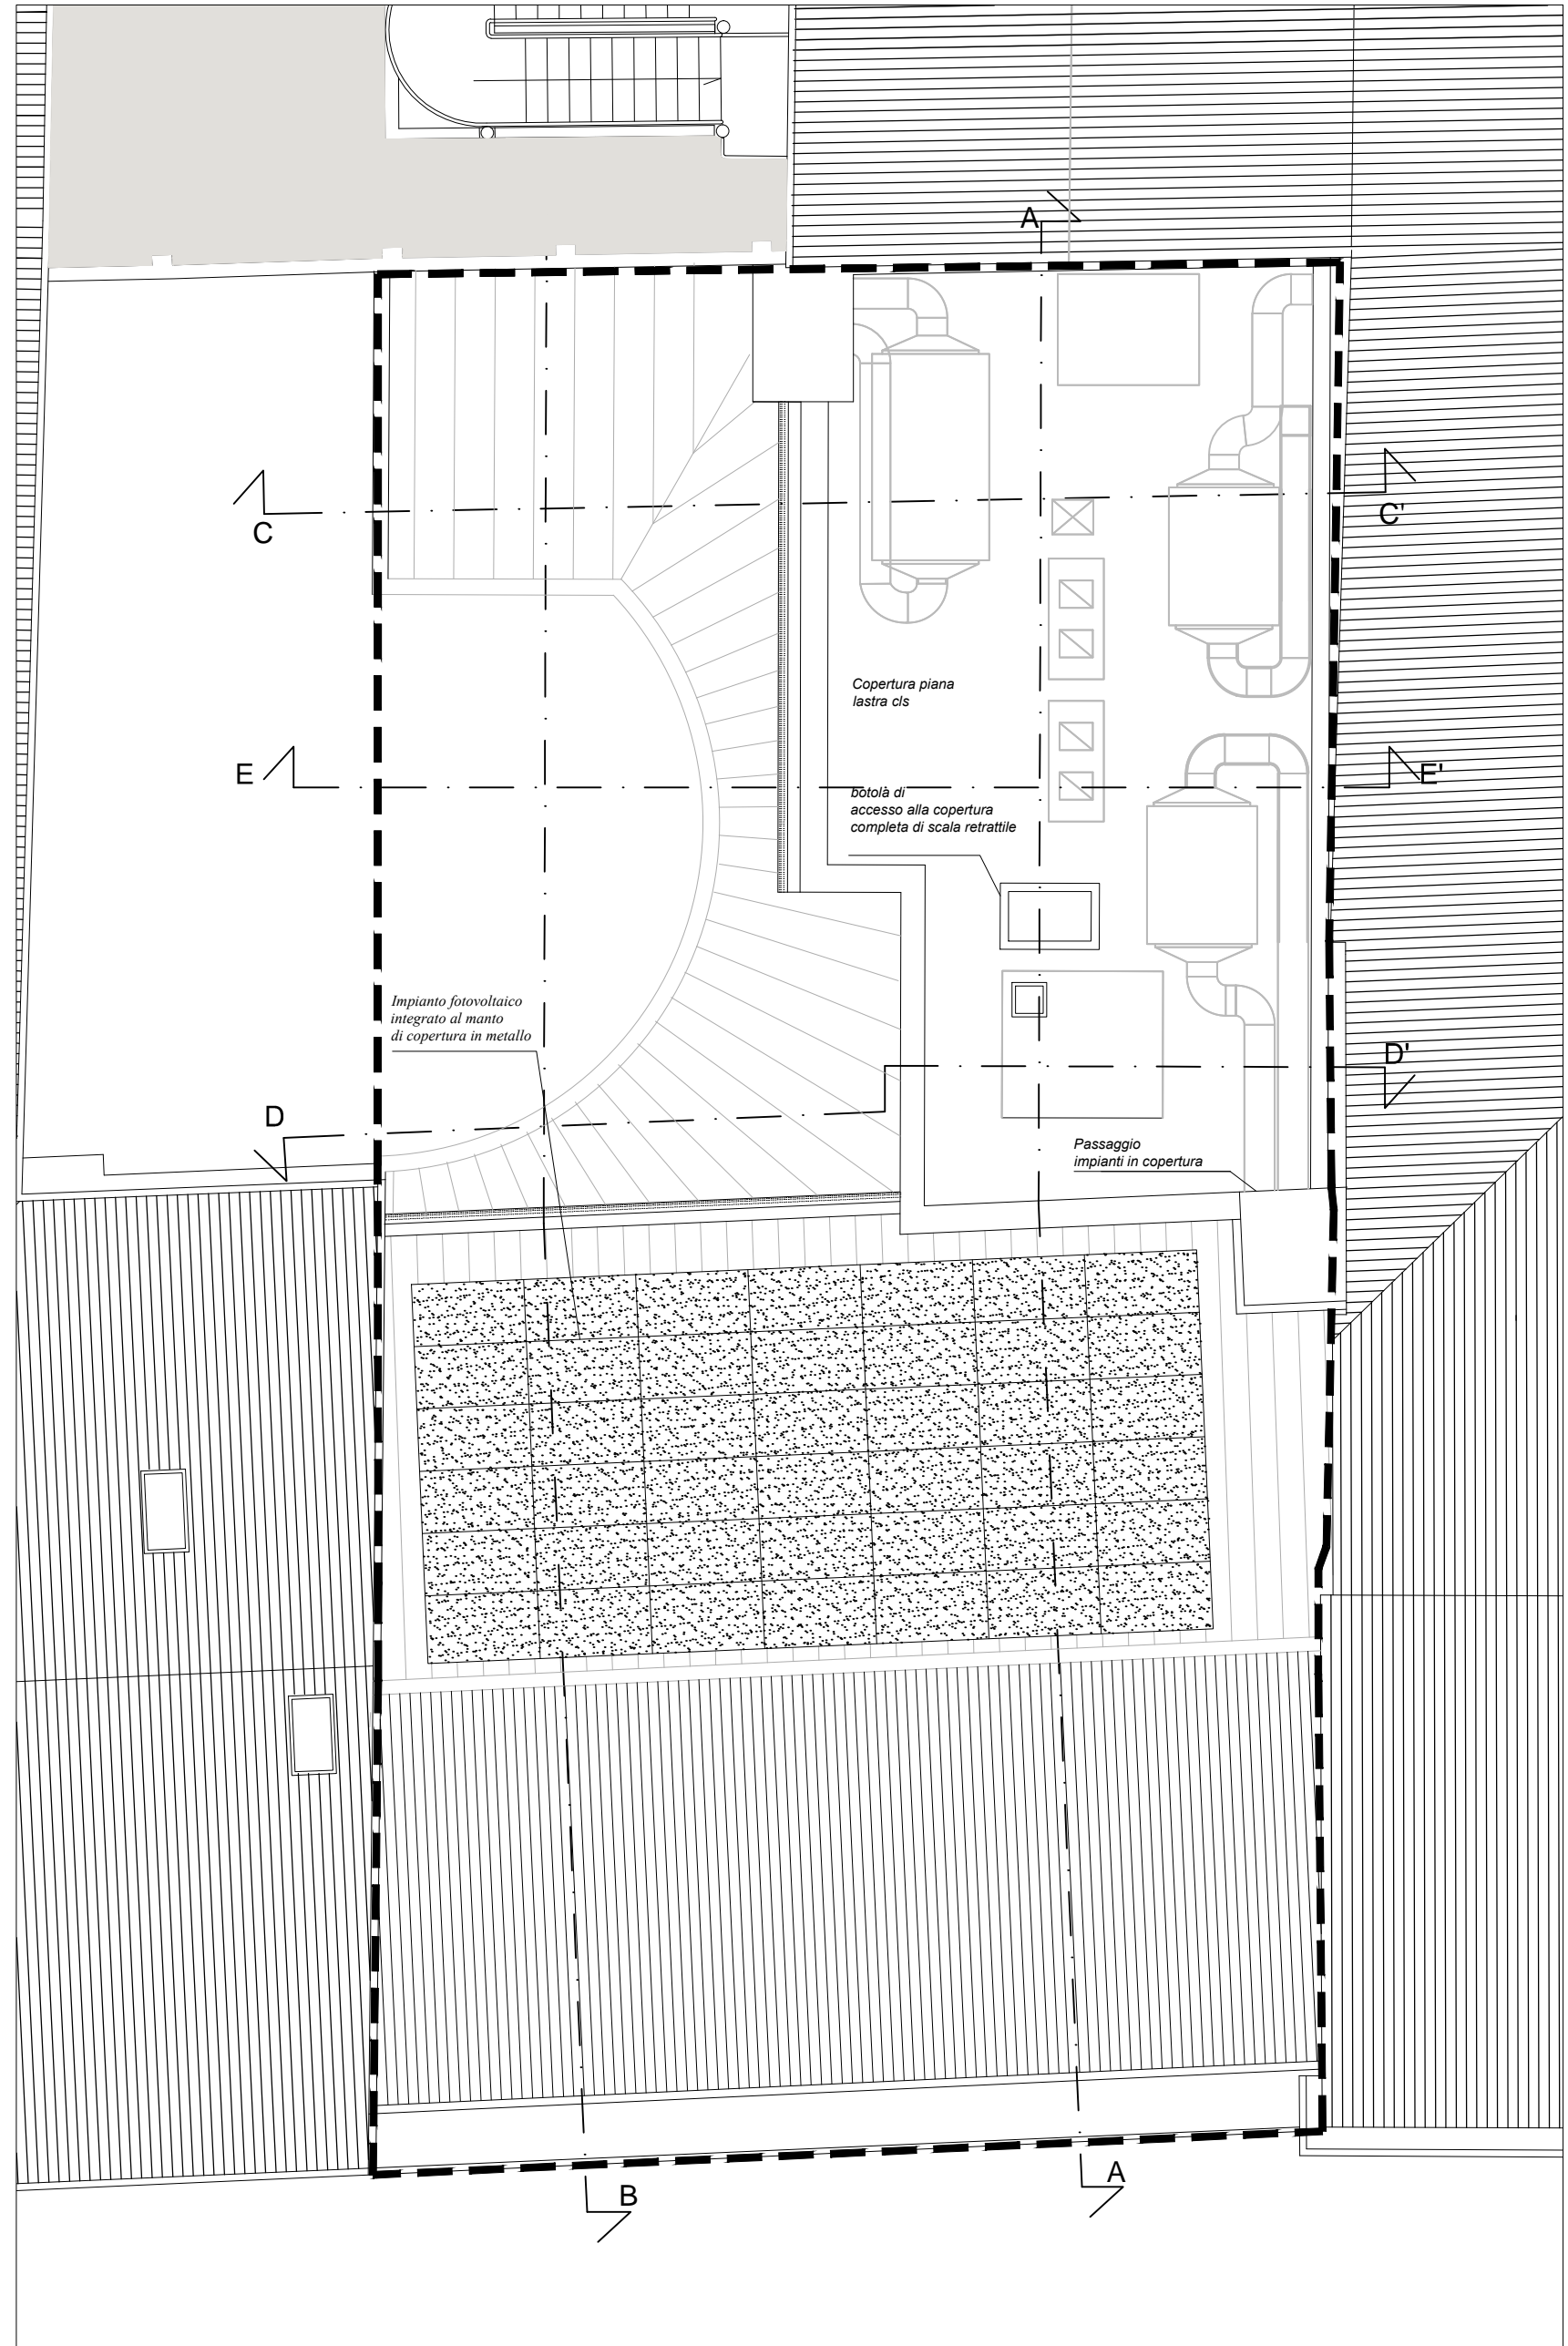 A
C
C'
Copertura piana
lastra cls
E
E'
botola di
accesso alla copertura
completa di scala retrattile
Impianto fotovoltaico
integrato al manto
di copertura in metallo
D'
D
Passaggio
impianti in copertura
B
A